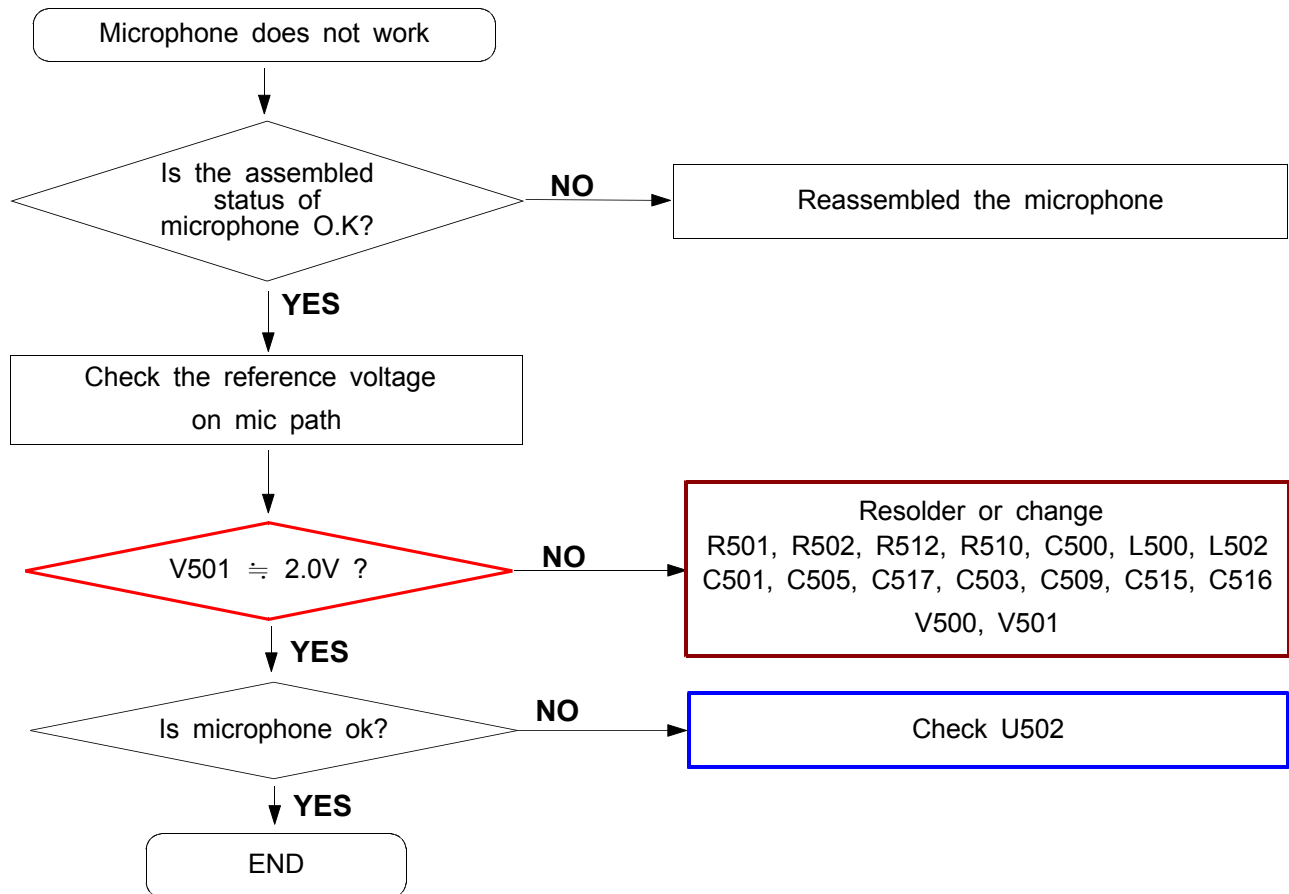 Microphone does not work
Is the assembled
status of
microphone O.K?
NO
Reassembled the microphone
YES
Check the reference voltage
on mic path
V501 ≒ 2.0V ?
NO
Resolder or change
R501, R502, R512, R510, C500, L500, L502
C501, C505, C517, C503, C509, C515, C516
V500, V501
YES
Is microphone ok?
NO
Check U502
YES
END